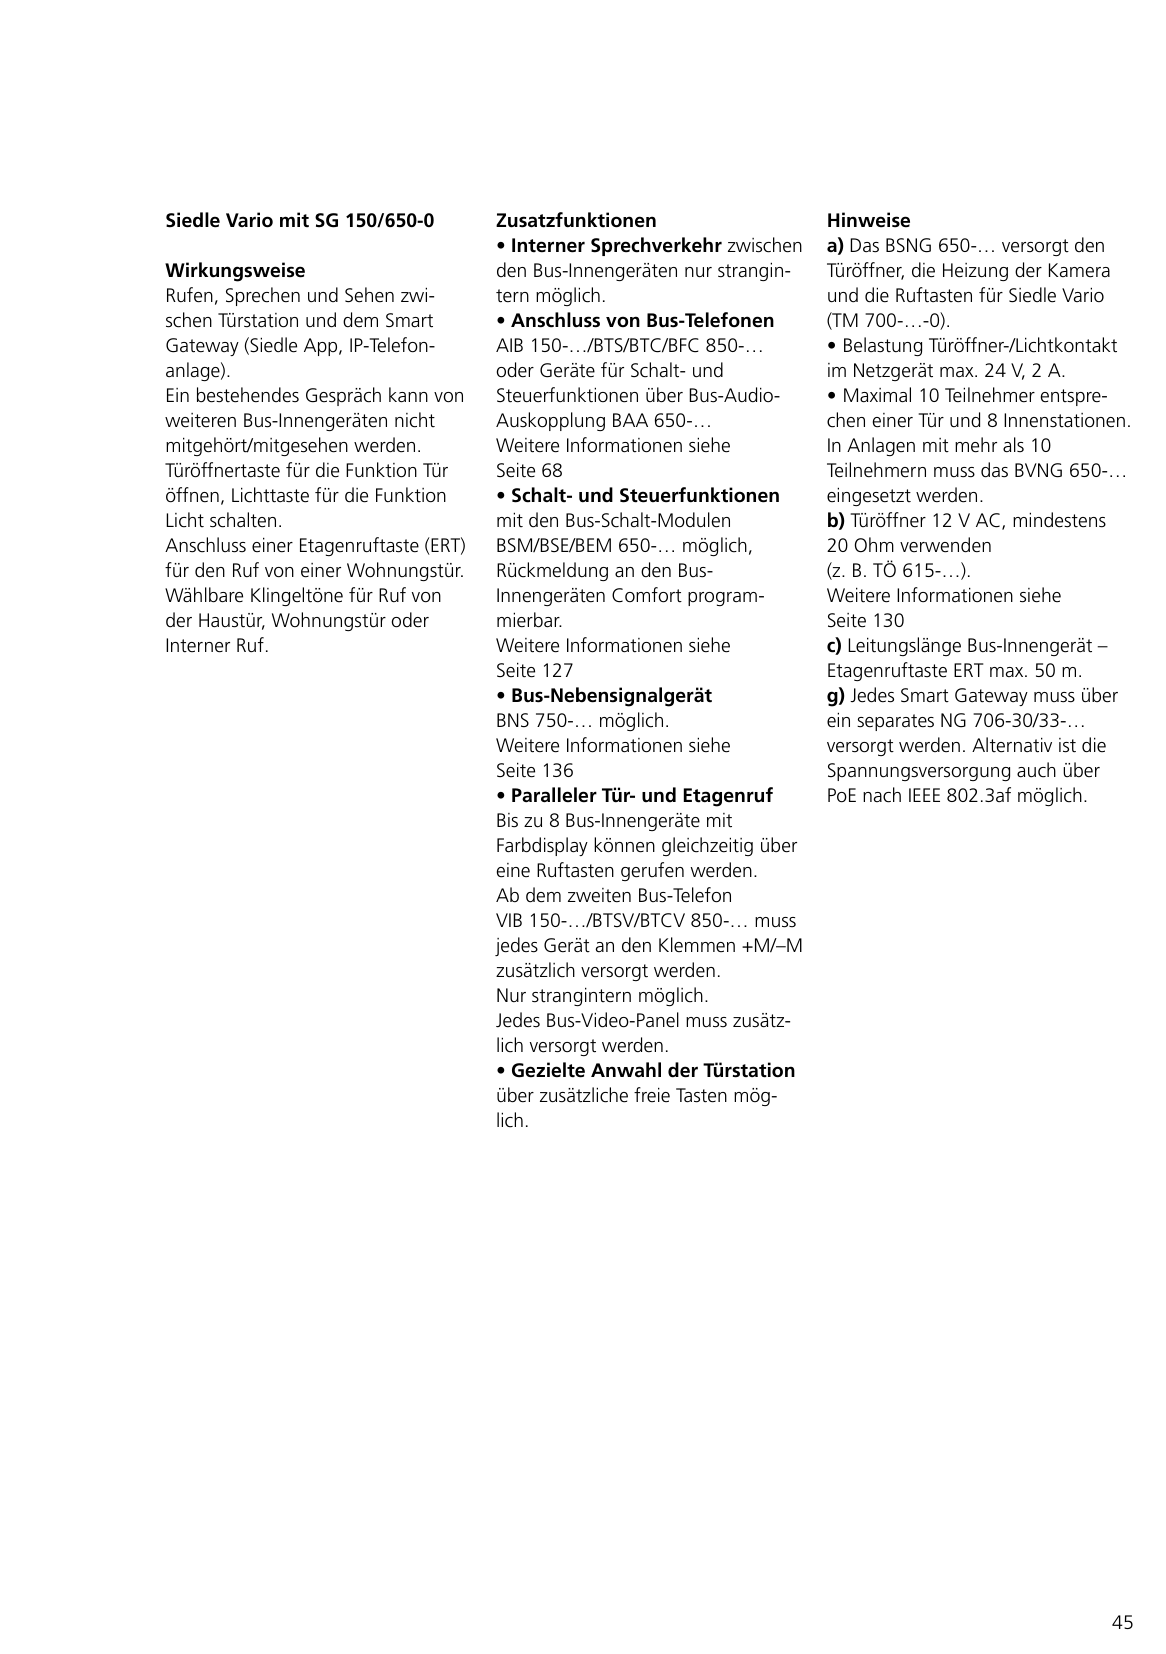 Siedle Vario mit SG 150/650-0
Wirkungsweise
Rufen, Sprechen und Sehen zwi-
schen Türstation und dem Smart
Gateway (Siedle App, IP-Telefon-
anlage).
Ein bestehendes Gespräch kann von
weiteren Bus-Innengeräten nicht
mitgehört/mitgesehen werden.
Türöffnertaste für die Funktion Tür
öffnen, Lichttaste für die Funktion
Licht schalten.
Anschluss einer Etagenruftaste (ERT)
für den Ruf von einer Wohnungstür.
Wählbare Klingeltöne für Ruf von
der Haustür, Wohnungstür oder
Interner Ruf.
Zusatzfunktionen
• Interner Sprechverkehr zwischen
den Bus-Innengeräten nur strangin-
tern möglich.
• Anschluss von Bus-Telefonen
AIB 150-…/BTS/BTC/BFC 850-…
oder Geräte für Schalt- und
Steuerfunktionen über Bus-Audio-
Auskopplung BAA 650-…
Weitere Informationen siehe
Seite 68
• Schalt- und Steuerfunktionen
mit den Bus-Schalt-Modulen
BSM/BSE/BEM 650-… möglich,
Rückmeldung an den Bus-
Innengeräten Comfort program-
mierbar.
Weitere Informationen siehe
Seite 127
• Bus-Nebensignalgerät
BNS 750-… möglich.
Weitere Informationen siehe
Seite 136
• Paralleler Tür- und Etagenruf
Bis zu 8 Bus-Innengeräte mit
Farbdisplay können gleichzeitig über
eine Ruftasten gerufen werden.
Ab dem zweiten Bus-Telefon
VIB 150-…/BTSV/BTCV 850-… muss
jedes Gerät an den Klemmen +M/–M
zusätzlich versorgt werden.
Nur strangintern möglich.
Jedes Bus-Video-Panel muss zusätz-
lich versorgt werden.
• Gezielte Anwahl der Türstation
über zusätzliche freie Tasten mög-
lich.
Hinweise
a) Das BSNG 650-… versorgt den
Türöffner, die Heizung der Kamera
und die Ruftasten für Siedle Vario
(TM 700-…-0).
• Belastung Türöffner-/Lichtkontakt
im Netzgerät max. 24 V, 2 A.
• Maximal 10 Teilnehmer entspre-
chen einer Tür und 8 Innenstationen.
In Anlagen mit mehr als 10
Teilnehmern muss das BVNG 650-…
eingesetzt werden.
b) Türöffner 12 V AC, mindestens
20 Ohm verwenden
(z. B. TÖ 615-…).
Weitere Informationen siehe
Seite 130
c) Leitungslänge Bus-Innengerät –
Etagenruftaste ERT max. 50 m.
g) Jedes Smart Gateway muss über
ein separates NG 706-30/33-…
versorgt werden. Alternativ ist die
Spannungsversorgung auch über
PoE nach IEEE 802.3af möglich.
45